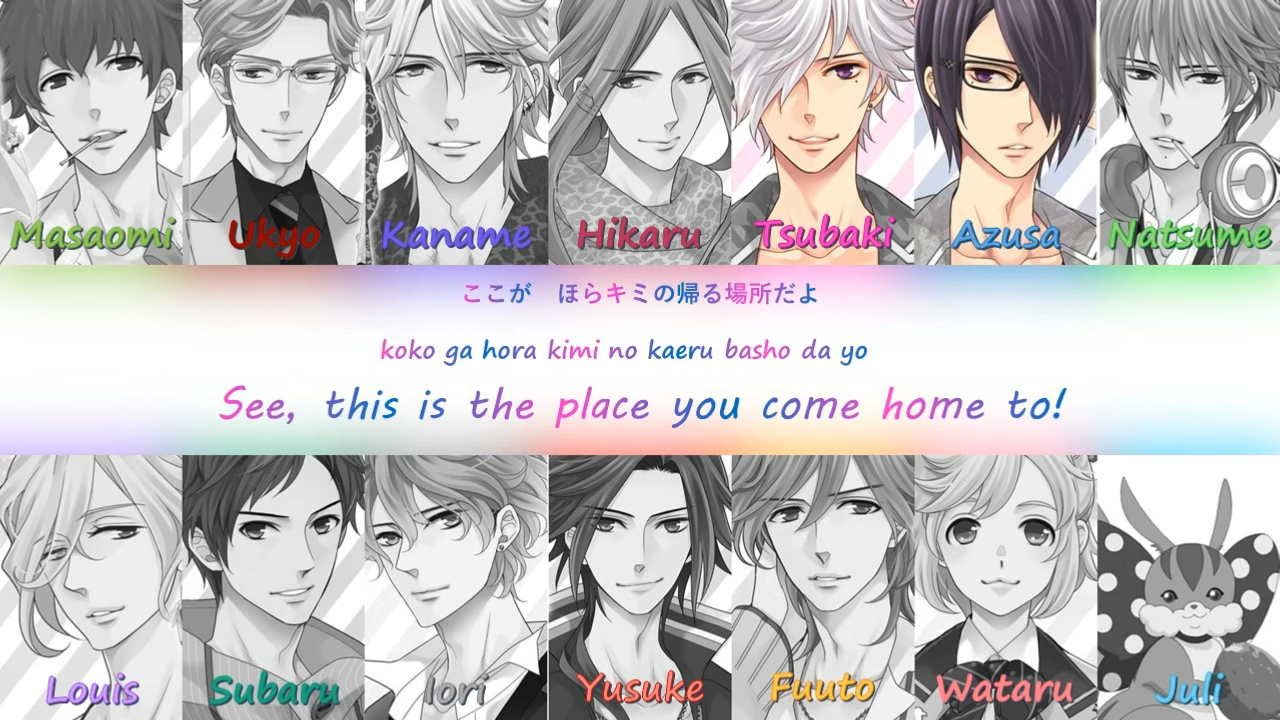 Masaomi Ukyo Kaname Hikaru Tsubaki Azusa Natsume
ここが　ほらキミの帰る場所だよ
koko ga hora kimi no kaeru basho da yo
See, this is the place you come home to!
Louis Subaru Iori Yusuke Fuuto Wataru Juli